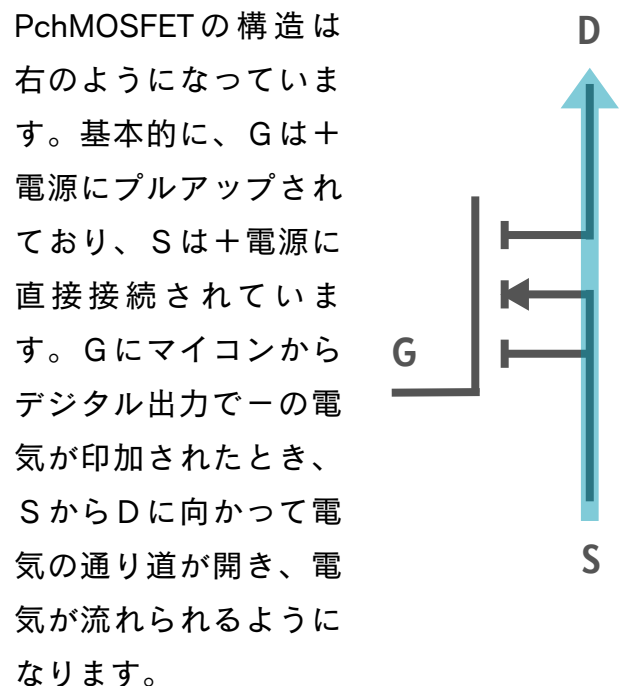 PchMOSFETの構造は
右のようになっていま
す。基本的に、Gは＋
電源にプルアップされ
ており、Sは＋電源に
直接接続されていま
す。Gにマイコンから
デジタル出力で－の電
気が印加されたとき、
SからDに向かって電
気の通り道が開き、電
気が流れられるように
なります。
D
G
S